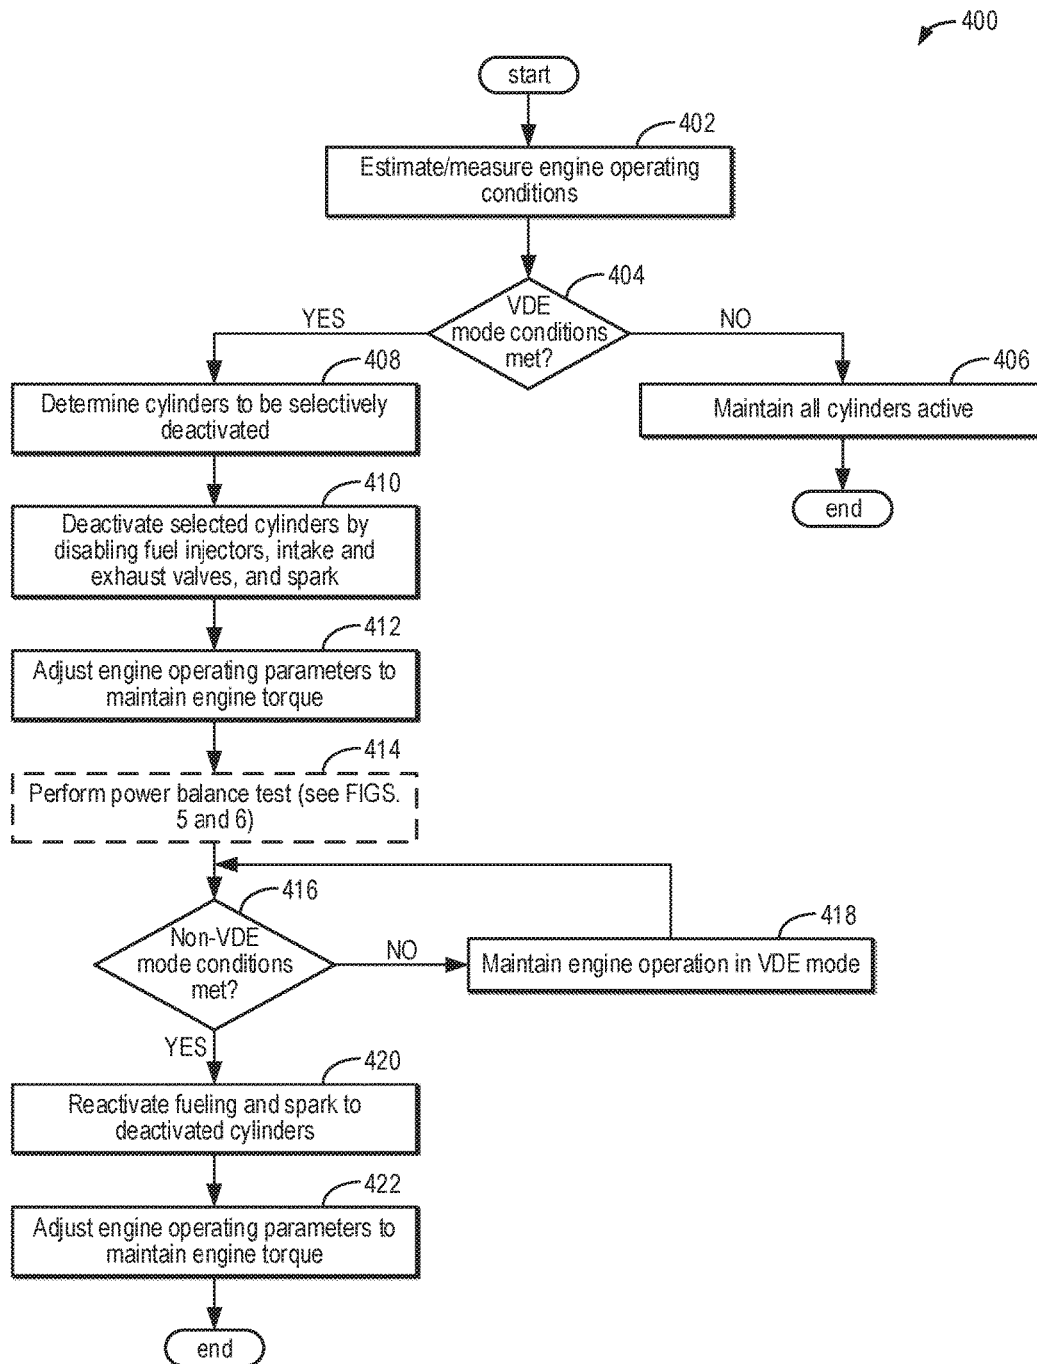 400
start
402
Estimate/measure engine operating
conditions
404
VDE
mode conditions
met?
YES
NO
408
Determine cylinders to be selectively
deactivated
406
Maintain all cylinders active
end
410
Deactivate selected cylinders by
disabling fuel injectors, intake and
exhaust valves, and spark
412
Adjust engine operating parameters to
maintain engine torque
414
Perform power balance test (see FIGS.
5 and 6)
416
Non-VDE
mode conditions
met?
NO
418
Maintain engine operation in VDE mode
YES
420
Reactivate fueling and spark to
deactivated cylinders
422
Adjust engine operating parameters to
maintain engine torque
end